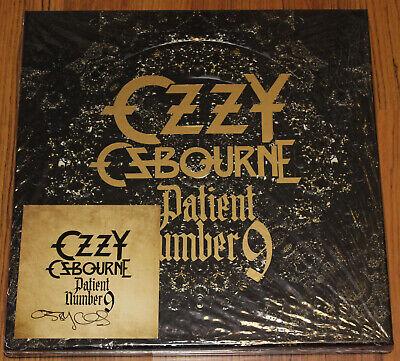 OZZY
OSBOURNE
Patient
Number 9
OZZY
OSBOURNE
Patient
Number 9